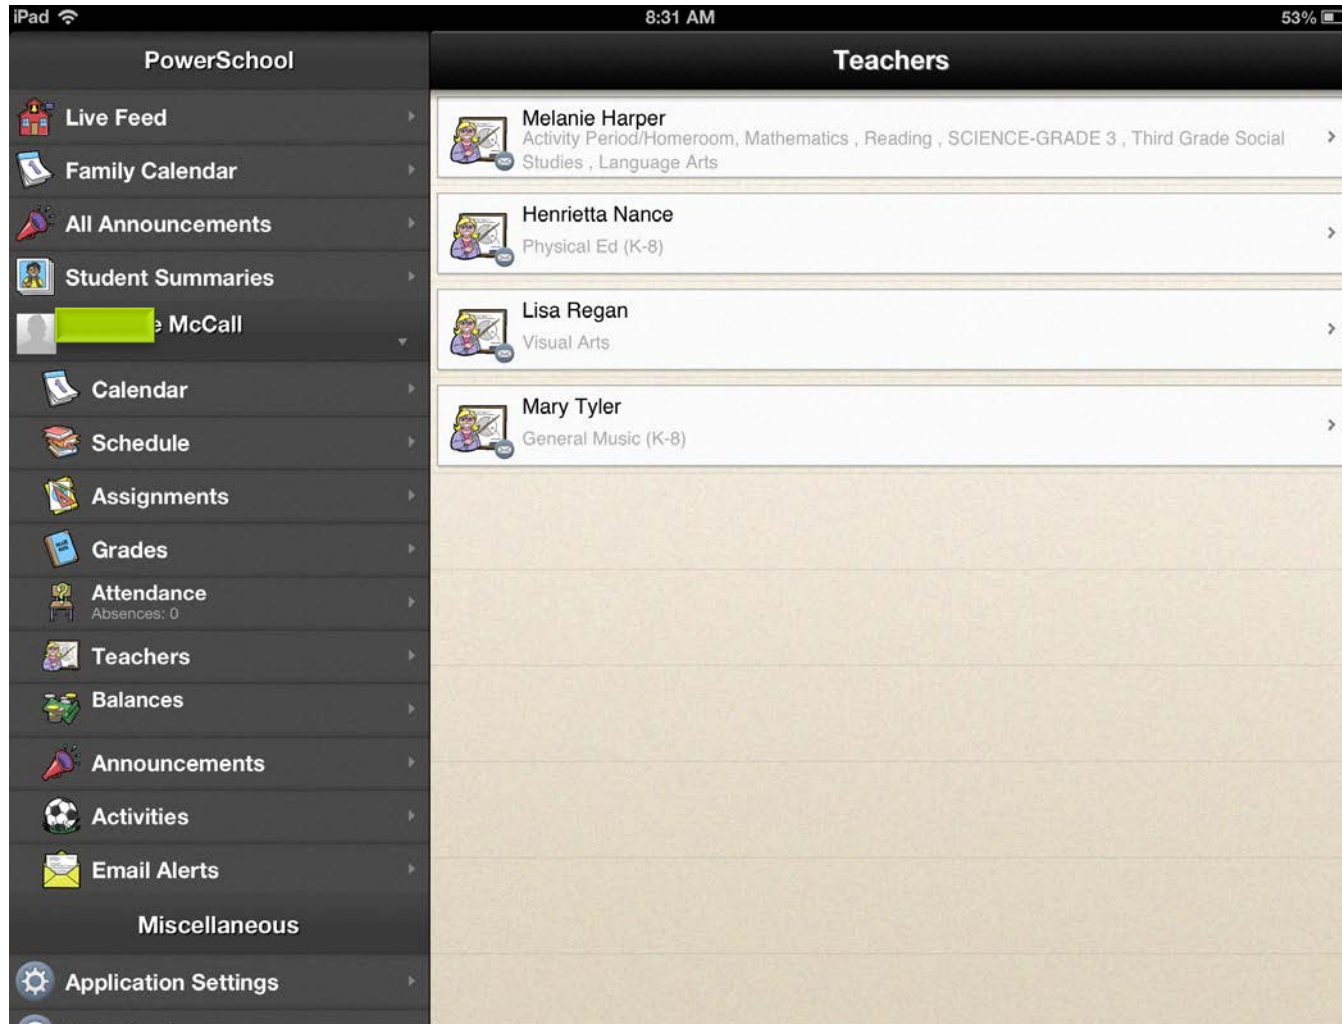 iPad
8:31 AM
53%
PowerSchool
Live Feed
Family Calendar
All Announcements
Student Summaries
e McCall
Calendar
Schedule
Assignments
Grades
Attendance
Absences: 0
Teachers
Balances
Announcements
Activities
Email Alerts
Miscellaneous
Application Settings
Teachers
Melanie Harper
Activity Period/Homeroom, Mathematics , Reading , SCIENCE-GRADE 3 , Third Grade Social
Studies , Language Arts
Henrietta Nance
Physical Ed (K-8)
Lisa Regan
Visual Arts
Mary Tyler
General Music (K-8)